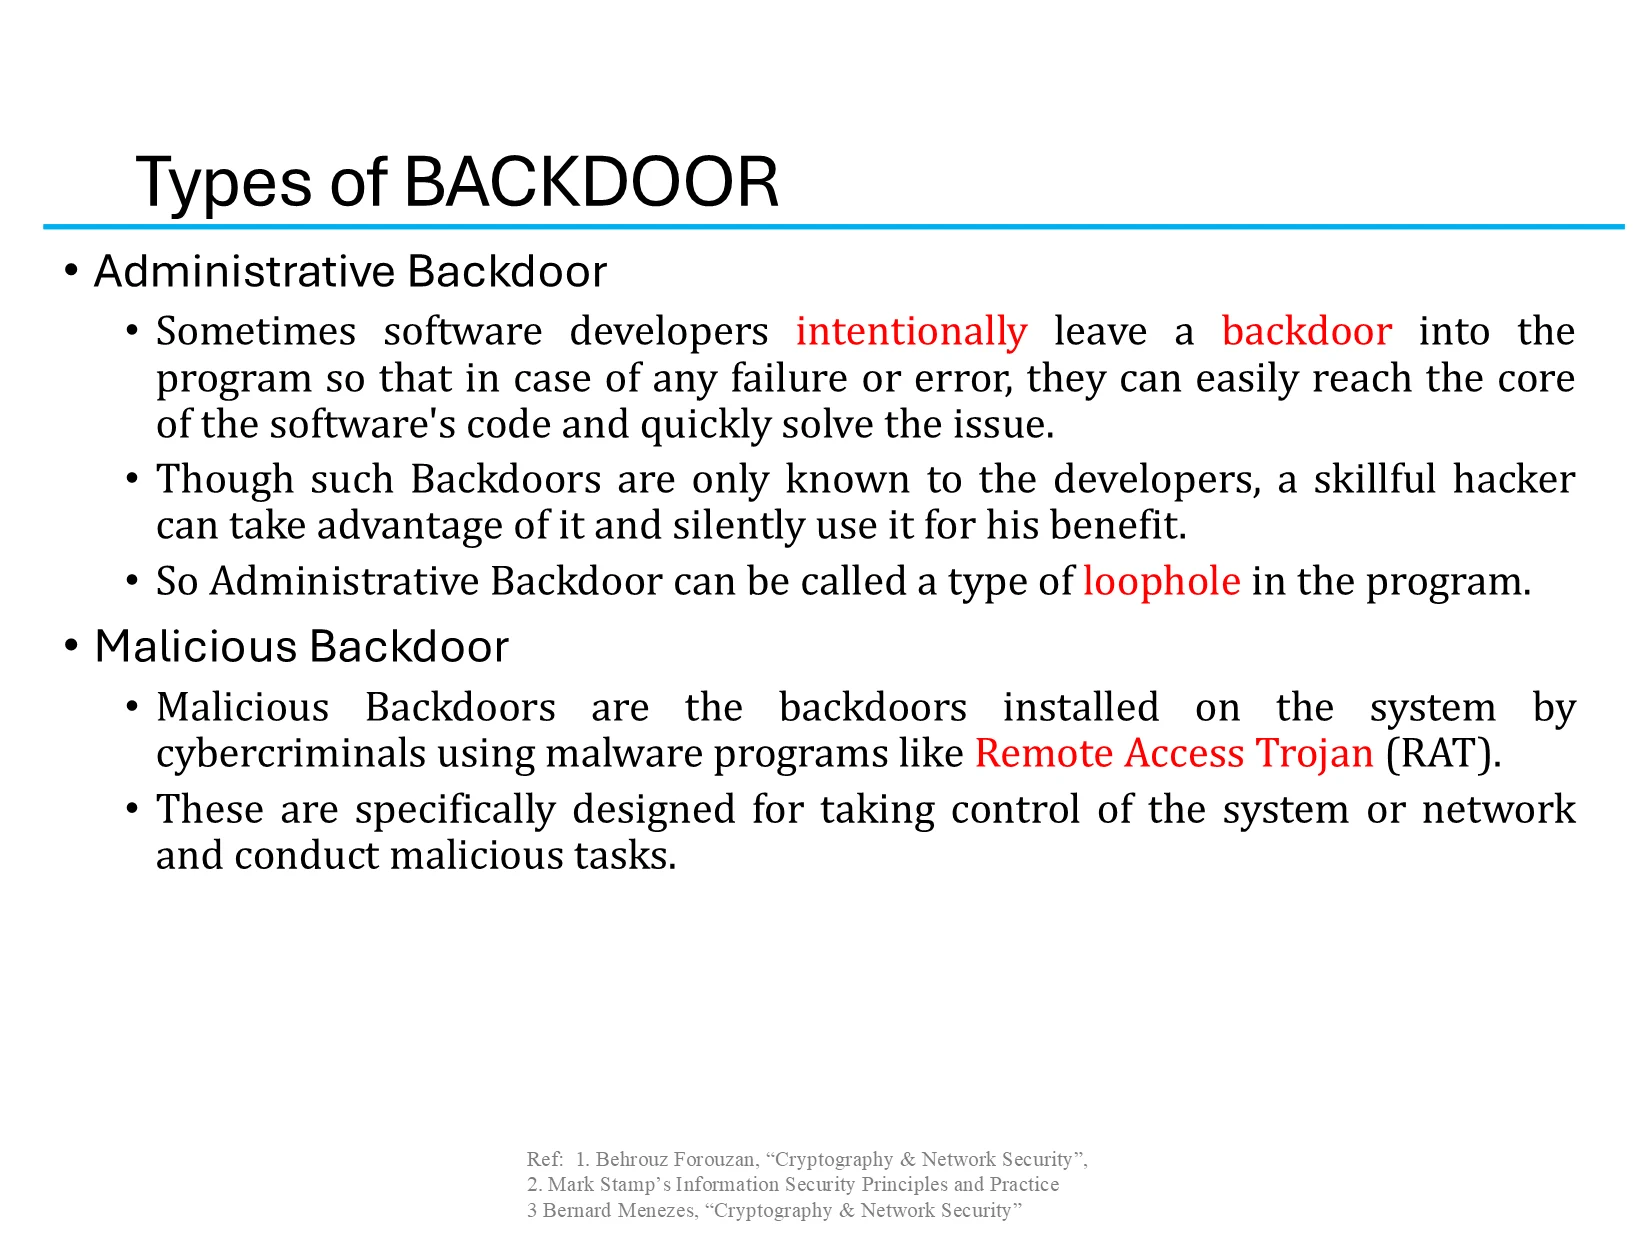 Types of BACKDOOR
• Administrative Backdoor
• Sometimes software developers intentionally leave a backdoor into the
program so that in case of any failure or error, they can easily reach the core
of the software's code and quickly solve the issue.
• Though such Backdoors are only known to the developers, a skillful hacker
can take advantage of it and silently use it for his benefit.
• So Administrative Backdoor can be called a type of loophole in the program.
• Malicious Backdoor
• Malicious Backdoors are the backdoors installed on the system by
cybercriminals using malware programs like Remote Access Trojan (RAT).
• These are specifically designed for taking control of the system or network
and conduct malicious tasks.
Ref:  1. Behrouz Forouzan, “Cryptography & Network Security”,
2. Mark Stamp’s Information Security Principles and Practice
3 Bernard Menezes, “Cryptography & Network Security”